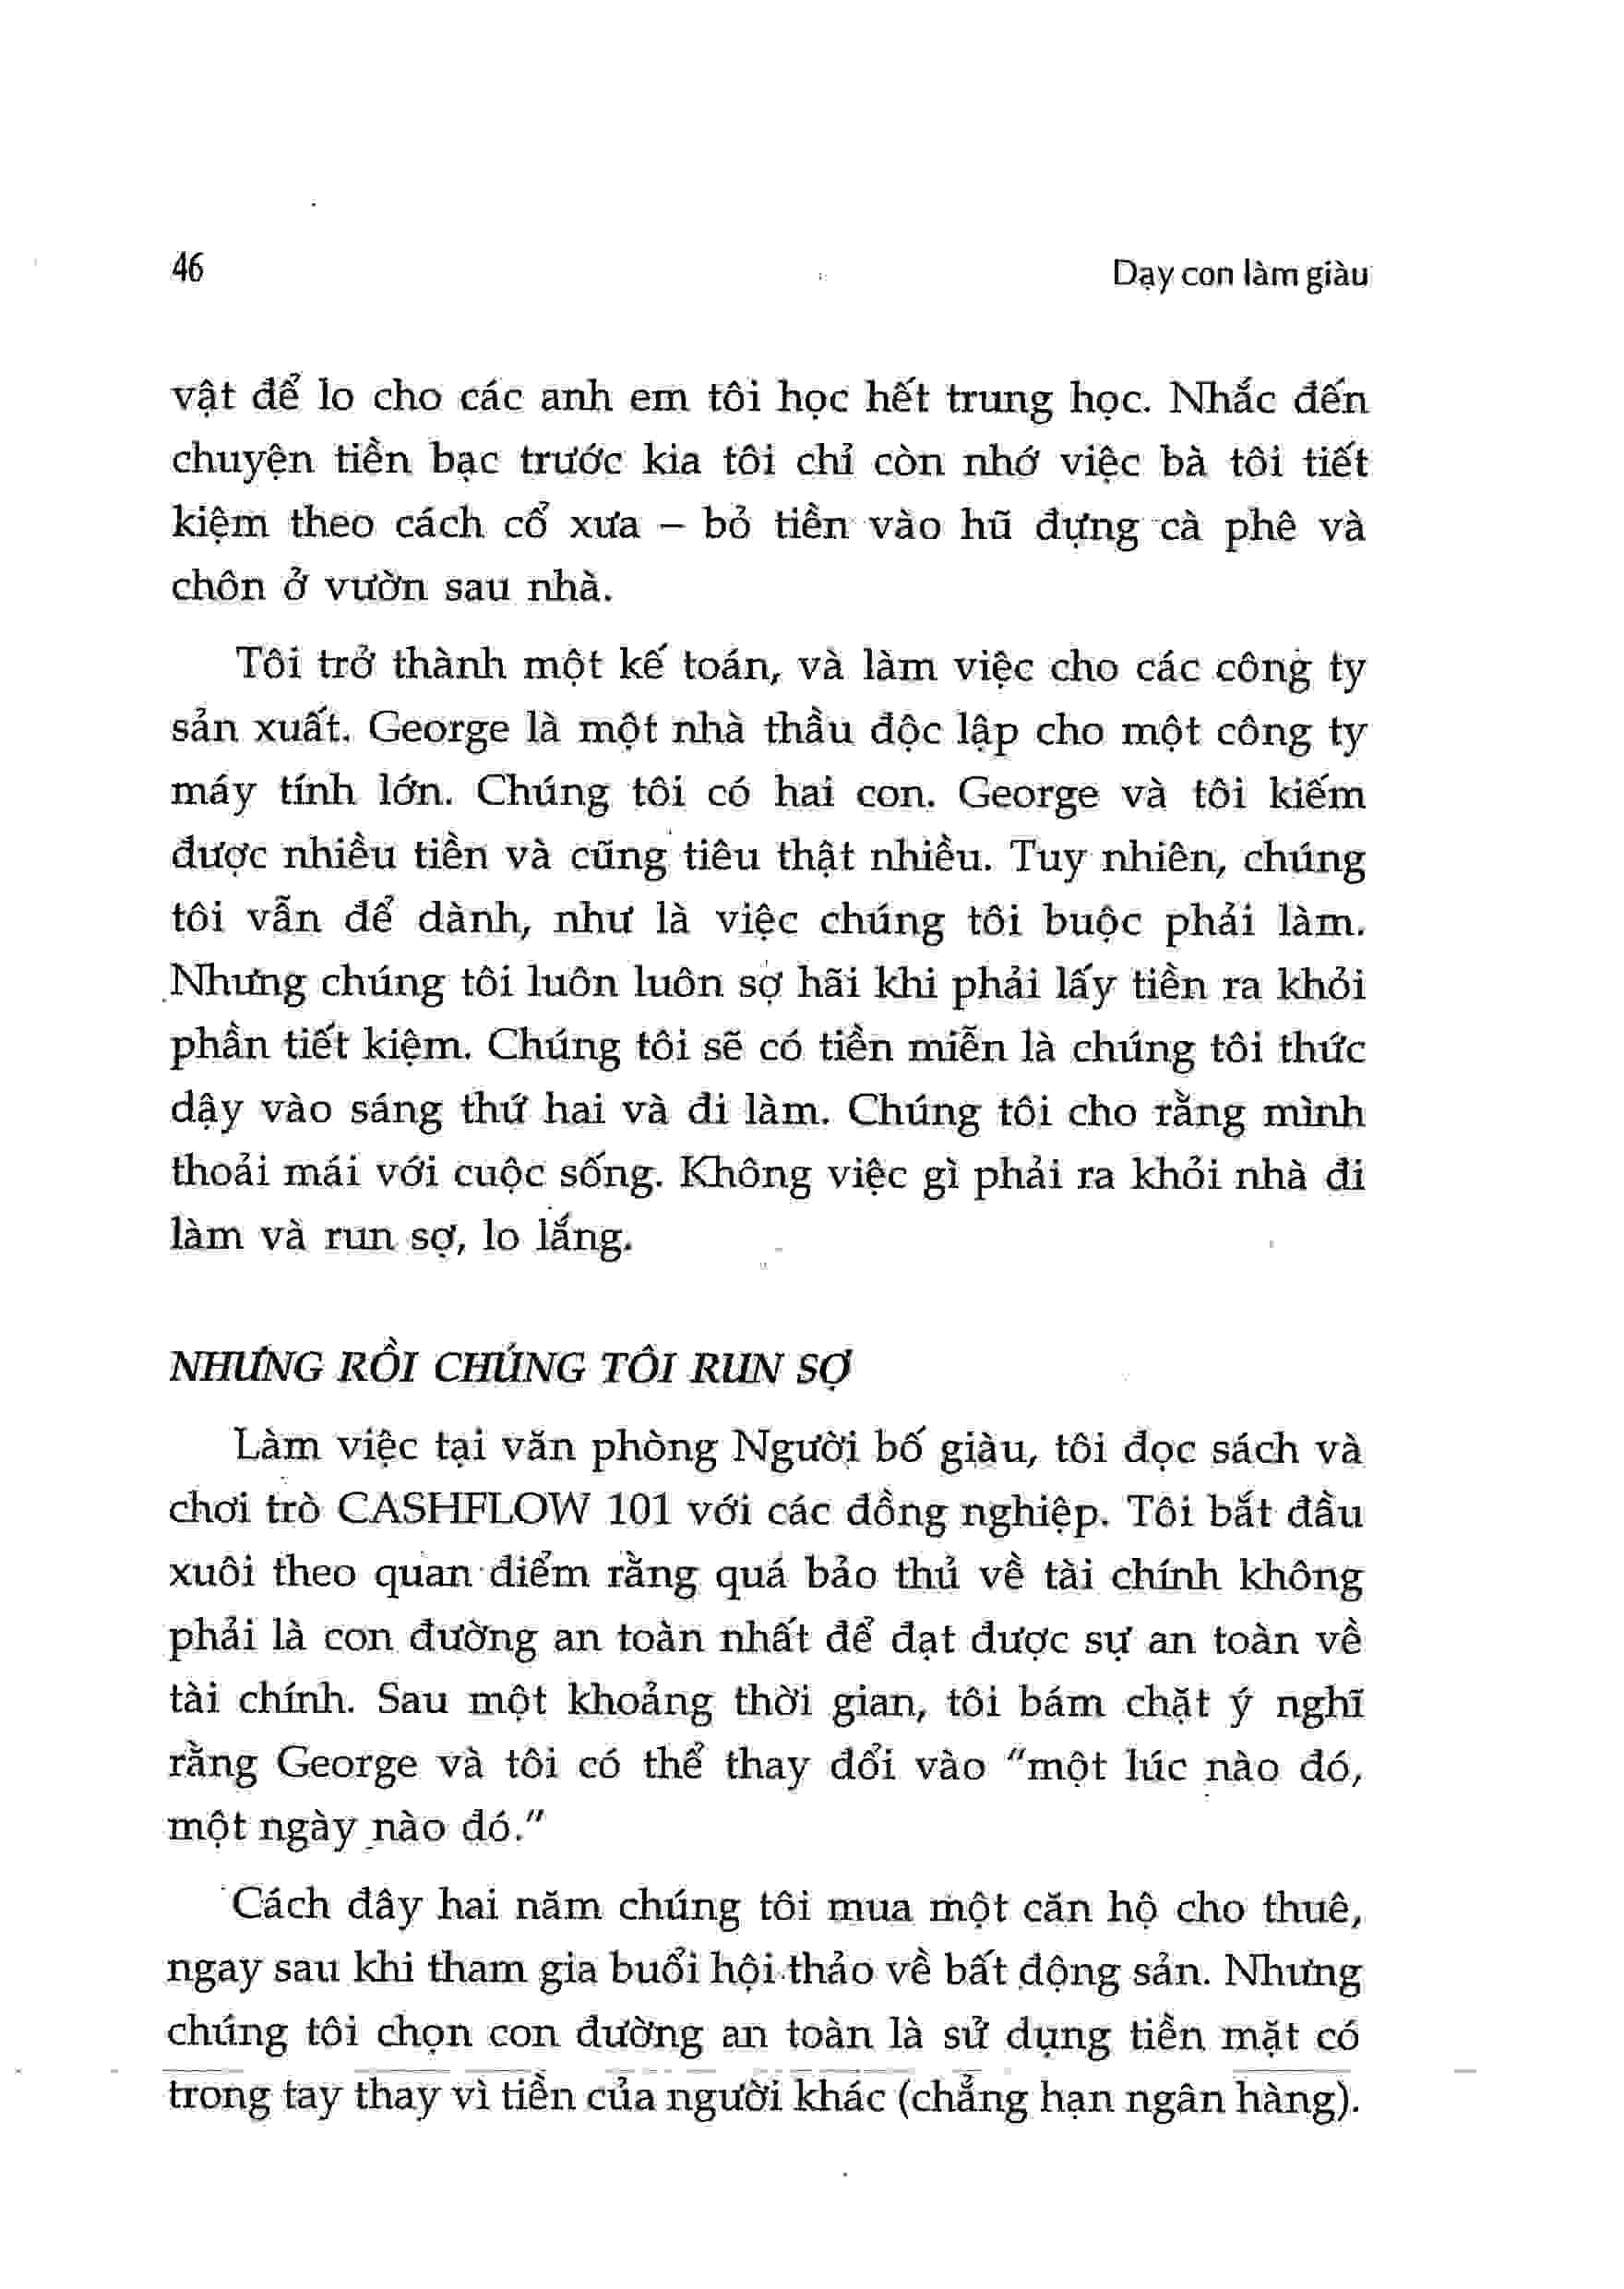 46
Dạy con làm giàu
vật để lo cho các anh em tôi học hết trung học. Nhắc đến
chuyện tiền bạc trước kia tôi chỉ còn nhớ việc bà tôi tiết
kiệm theo cách cổ xưa – bỏ tiền vào hũ đựng cà phê và
chôn ở vườn sau nhà.
Tôi trở thành một kế toán, và làm việc cho các công ty
sản xuất. George là một nhà thầu độc lập cho một công ty
máy tính lớn. Chúng tôi có hai con. George và tôi kiếm
được nhiều tiền và cũng tiêu thật nhiều. Tuy nhiên, chúng
tôi vẫn để dành, như là việc chúng tôi buộc phải làm.
Nhưng chúng tôi luôn luôn sợ hãi khi phải lấy tiền ra khỏi
phần tiết kiệm. Chúng tôi sẽ có tiền miễn là chúng tôi thức
dậy vào sáng thứ hai và đi làm. Chúng tôi cho rằng mình
thoải mái với cuộc sống. Không việc gì phải ra khỏi nhà đi
làm và run sợ, lo lắng.
NHƯNG RỒI CHÚNG TÔI RUN SỢ
Làm việc tại văn phòng Người bố giàu, tôi đọc sách và
chơi trò CASHFLOW 101 với các đồng nghiệp. Tôi bắt đầu
xuôi theo quan điểm rằng quá bảo thủ về tài chính không
phải là con đường an toàn nhất để đạt được sự an toàn về
tài chính. Sau một khoảng thời gian, tôi bám chặt ý nghĩ
rằng George và tôi có thể thay đổi vào "một lúc nào đó,
một ngày nào đó."
Cách đây hai năm chúng tôi mua một căn hộ cho thuê,
ngay sau khi tham gia buổi hội thảo về bất động sản. Nhưng
chúng tôi chọn con đường an toàn là sử dụng tiền mặt có
trong tay thay vì tiền của người khác (chẳng hạn ngân hàng).